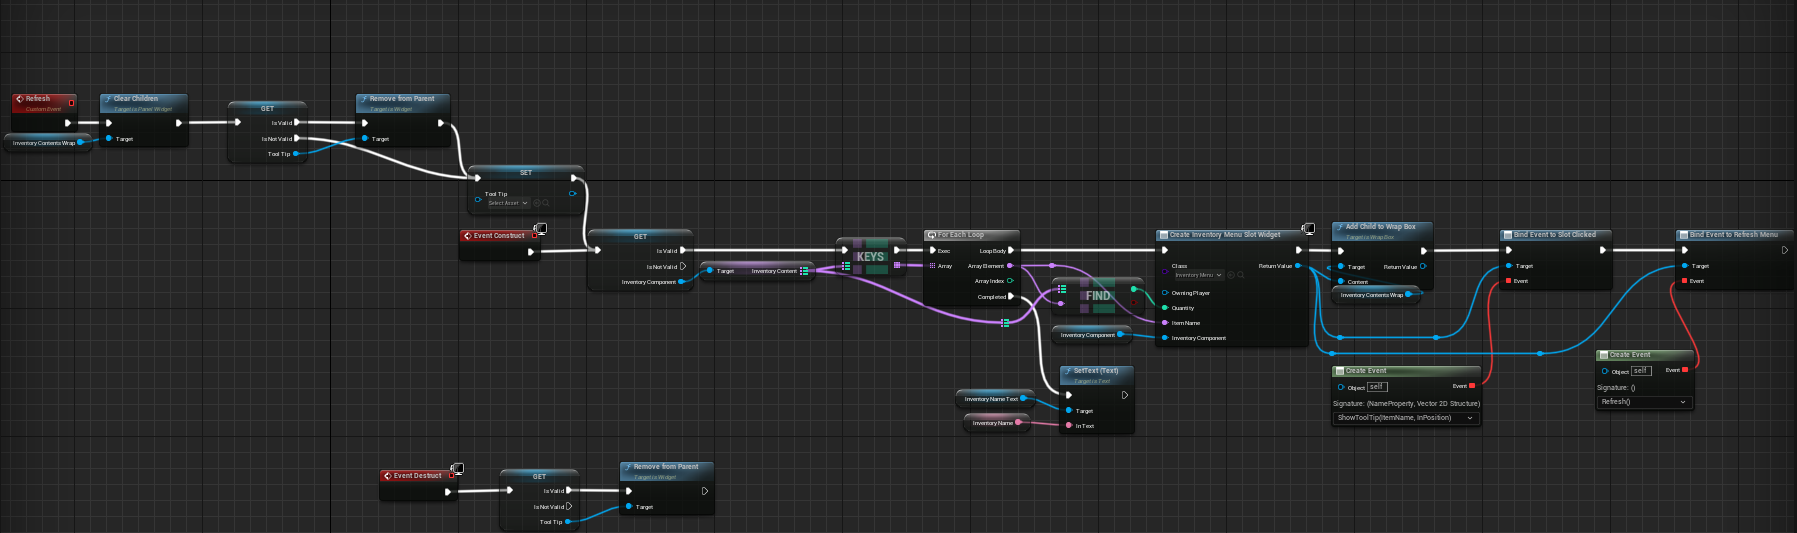 Refresh
Custom Event
Inventory Contents Wrap
Clear Children
Target is Panel Widget
Target
GET
Is Valid
Is Not Valid
Tool Tip
Remove from Parent
Target is Widget
Target
SET
Tool Tip
Select Asset
Event Construct
GET
Is Valid
Is Not Valid
Inventory Component
Target Inventory Content
KEYS
For Each Loop
Exec Loop Body
Array Array Element
Array Index
Completed
FIND
Inventory Component
Create Inventory Menu Slot Widget
Class Return Value
Inventory Menu
Owning Player
Quantity
Item Name
Inventory Component
Add Child to Wrap Box
Target is Wrap Box
Target Return Value
Content
Inventory Contents Wrap
Bind Event to Slot Clicked
Target
Event
Bind Event to Refresh Menu
Target
Event
Create Event
Object self Event
Signature: (NameProperty, Vector 2D Structure)
ShowToolTip(ItemName, InPosition)
Create Event
Object self Event
Signature: ()
Refresh()
Inventory Name Text
Inventory Name
SetText (Text)
Target is Text
Target
In Text
Event Destruct
GET
Is Valid
Is Not Valid
Tool Tip
Remove from Parent
Target is Widget
Target